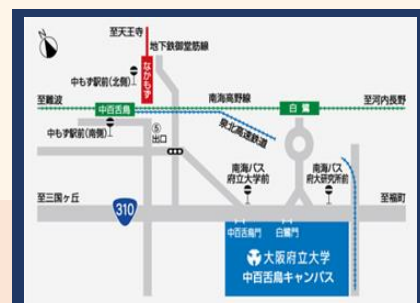 至天王寺
地下鉄御堂筋線
なかもず
中もず駅前(北側)
至難波
中百舌鳥
南海高野線
白鷺
至河内長野
中もず駅前(南側)
⑤
出口
泉北高速鉄道
南海バス
府立大学前
南海バス
府大研究所前
至三国ヶ丘
310
至福町
中百舌鳥門
白鷺門
大阪府立大学
中百舌鳥キャンパス